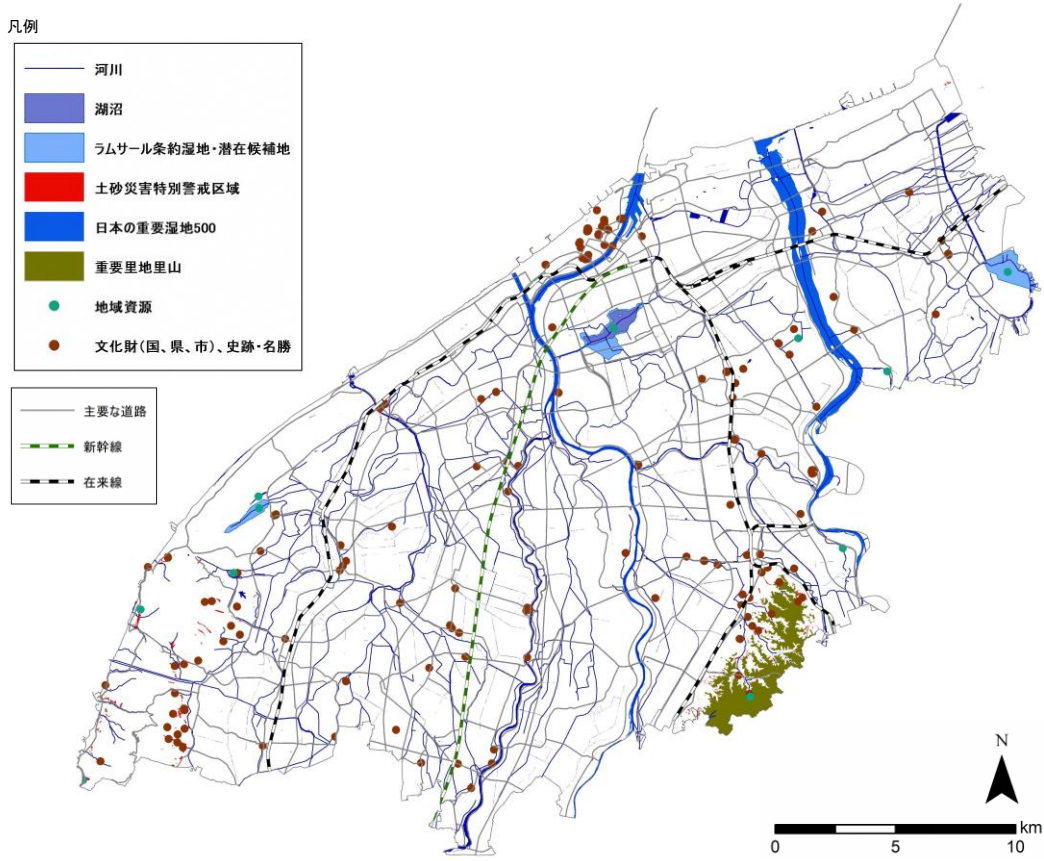 凡例
河川
湖沼
ラムサール条約湿地・潜在候補地
土砂災害特別警戒区域
日本の重要湿地500
重要里地里山
地域資源
文化財(国、県、市)、史跡・名勝
主要な道路
新幹線
在来線
N
km
0 5 10